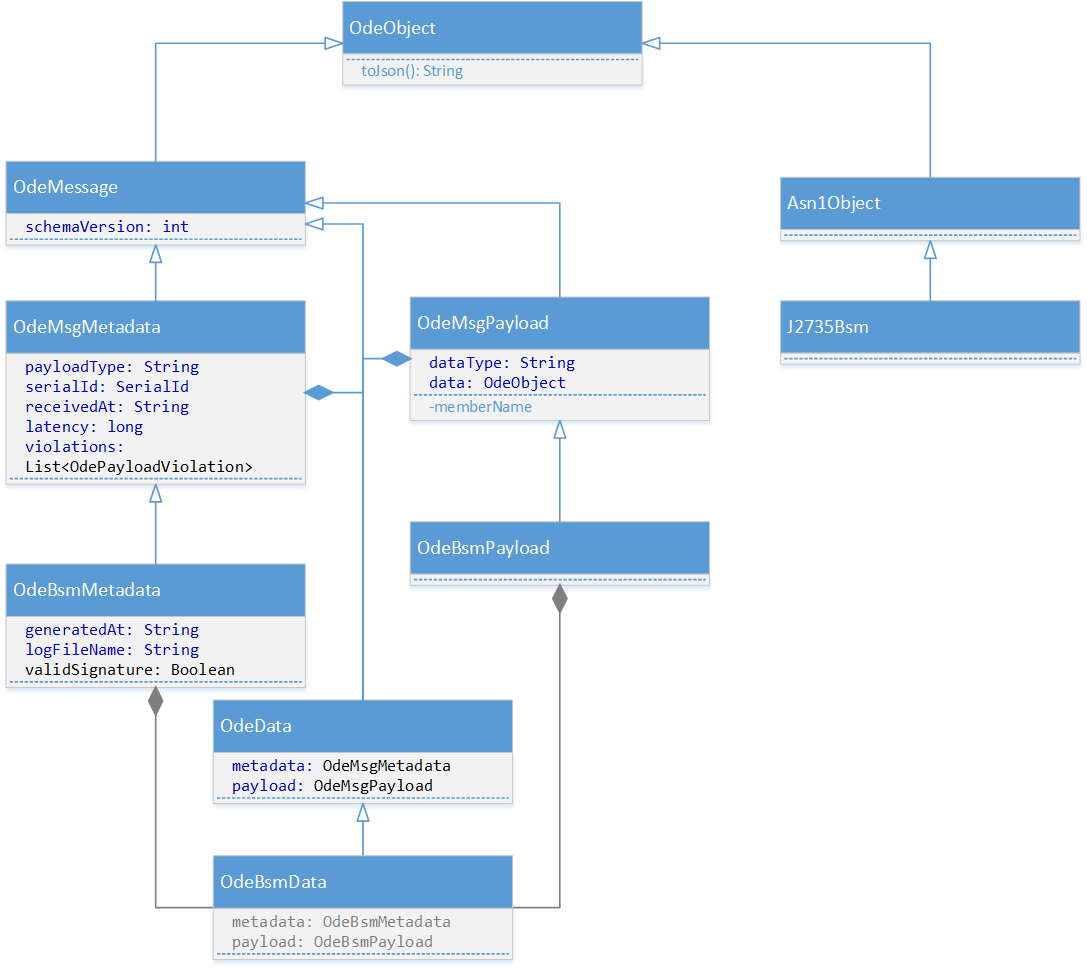 OdeObject
toJson(): String
OdeMessage
schemaVersion: int
Asn1Object
OdeMsgMetadata
payloadType: String
serialId: SerialId
receivedAt: String
latency: long
violations:
List<OdePayloadViolation>
OdeMsgPayload
dataType: String
data: OdeObject
-memberName
J2735Bsm
OdeBsmPayload
OdeBsmMetadata
generatedAt: String
logFileName: String
validSignature: Boolean
OdeData
metadata: OdeMsgMetadata
payload: OdeMsgPayload
OdeBsmData
metadata: OdeBsmMetadata
payload: OdeBsmPayload